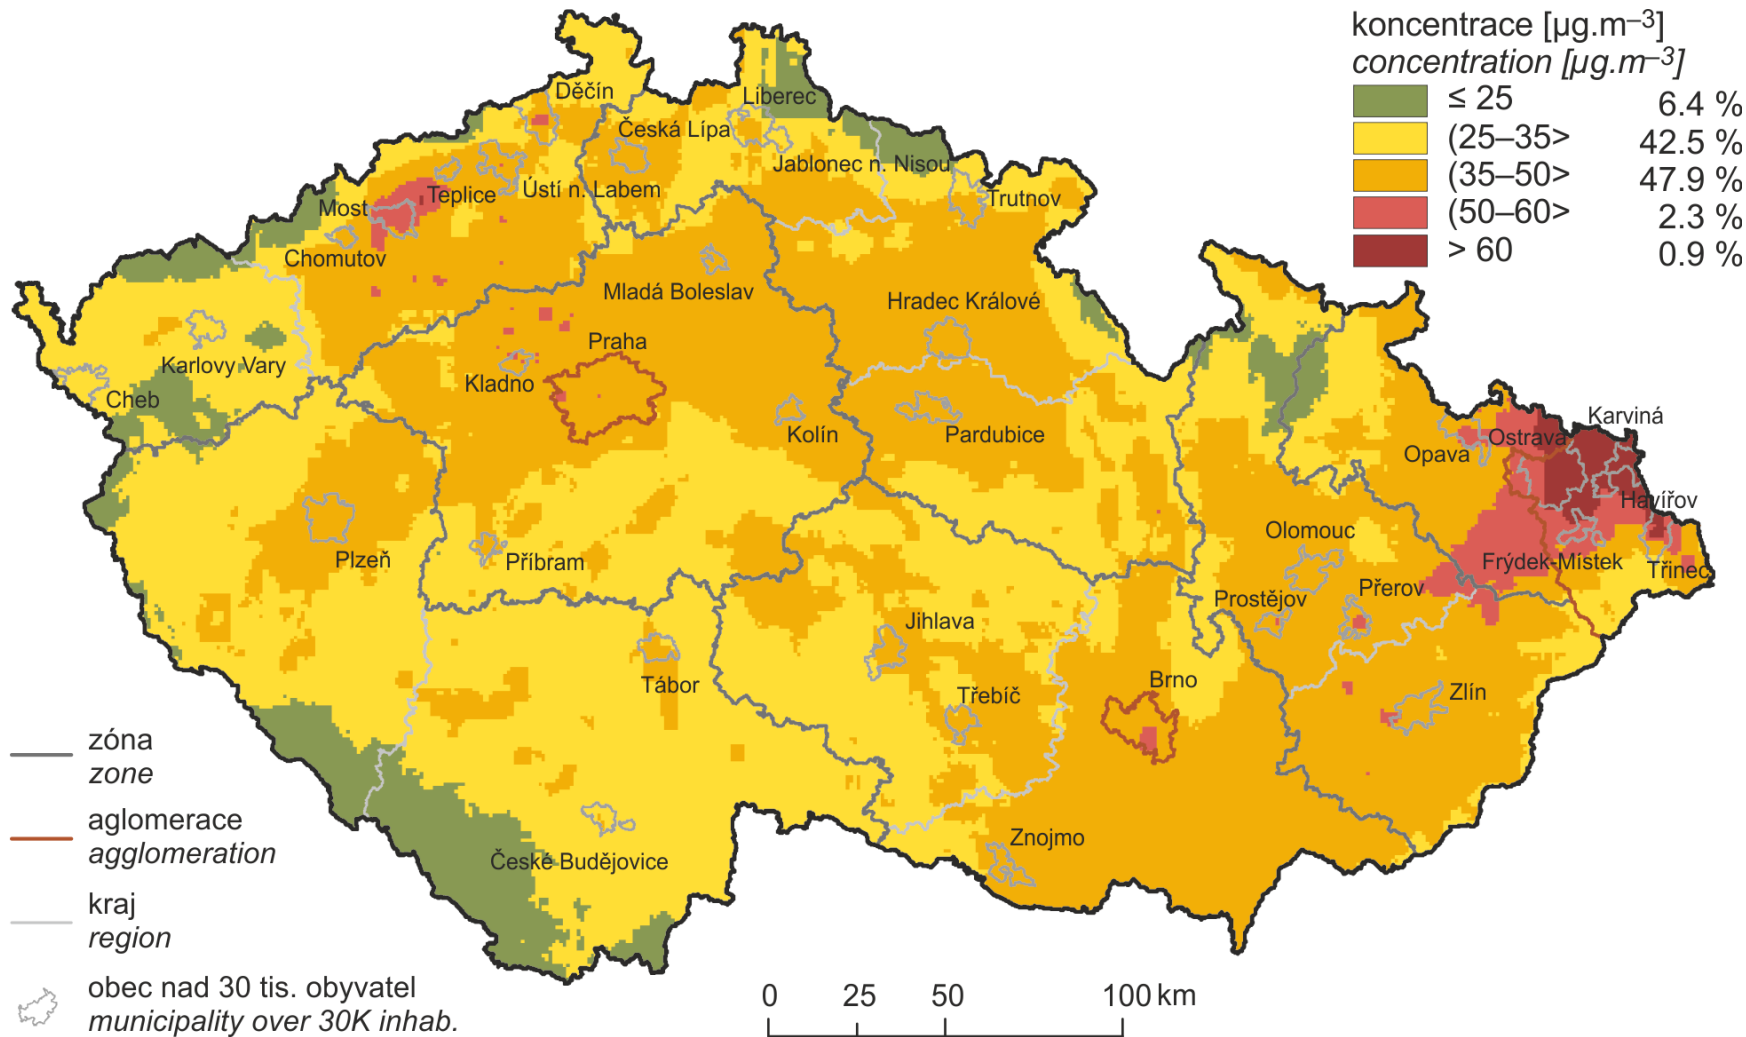 koncentrace [µg.m–3]
concentration [µg.m–3]
≤ 25 6.4 %
(25–35> 42.5 %
(35–50> 47.9 %
(50–60> 2.3 %
> 60 0.9 %
Děčín
Liberec
Česká Lípa
Jablonec n. Nisou
Teplice
Ústí n. Labem
Trutnov
Most
Chomutov
Mladá Boleslav
Hradec Králové
Praha
Karlovy Vary
Kladno
Cheb
Kolín
Pardubice
Karviná
Ostrava
Opava
Havířov
Olomouc
Plzeň
Příbram
Frýdek-Místek
Třinec
Přerov
Prostějov
Jihlava
Tábor
Třebíč
Brno
Zlín
Znojmo
České Budějovice
zóna
zone
aglomerace
agglomeration
kraj
region
obec nad 30 tis. obyvatel
municipality over 30K inhab.
0 25 50 100 km